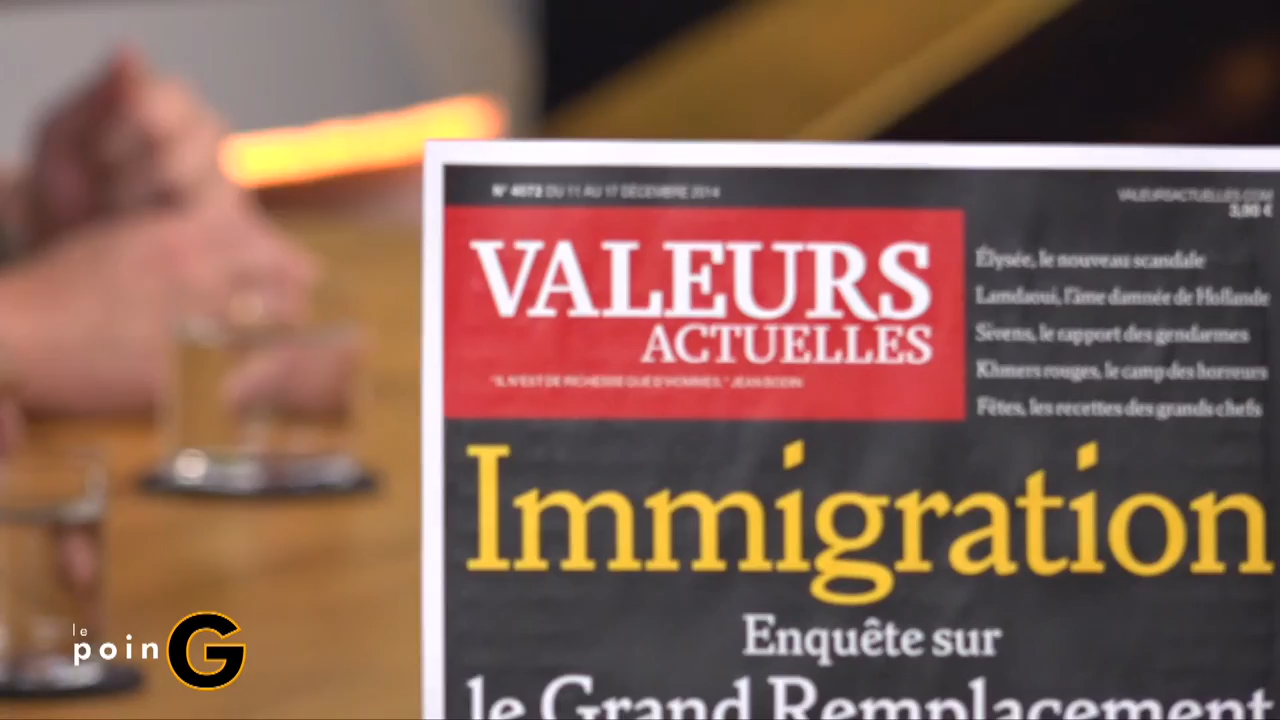 N° 4072 DU 11 AU 17 DÉCEMBRE 2014
VALEURSACTUELLES.COM
3,90 €
VALEURS
ACTUELLES
"IL N'EST DE RICHESSE QUE D'HOMMES." JEAN BODIN
Élysée, le nouveau scandale
Lamdaoui, l'âme damnée de Hollande
Sivens, le rapport des gendarmes
Khmers rouges, le camp des horreurs
Fêtes, les recettes des grands chefs
Immigration
Enquête sur
le Grand Remplacement
le
poin G